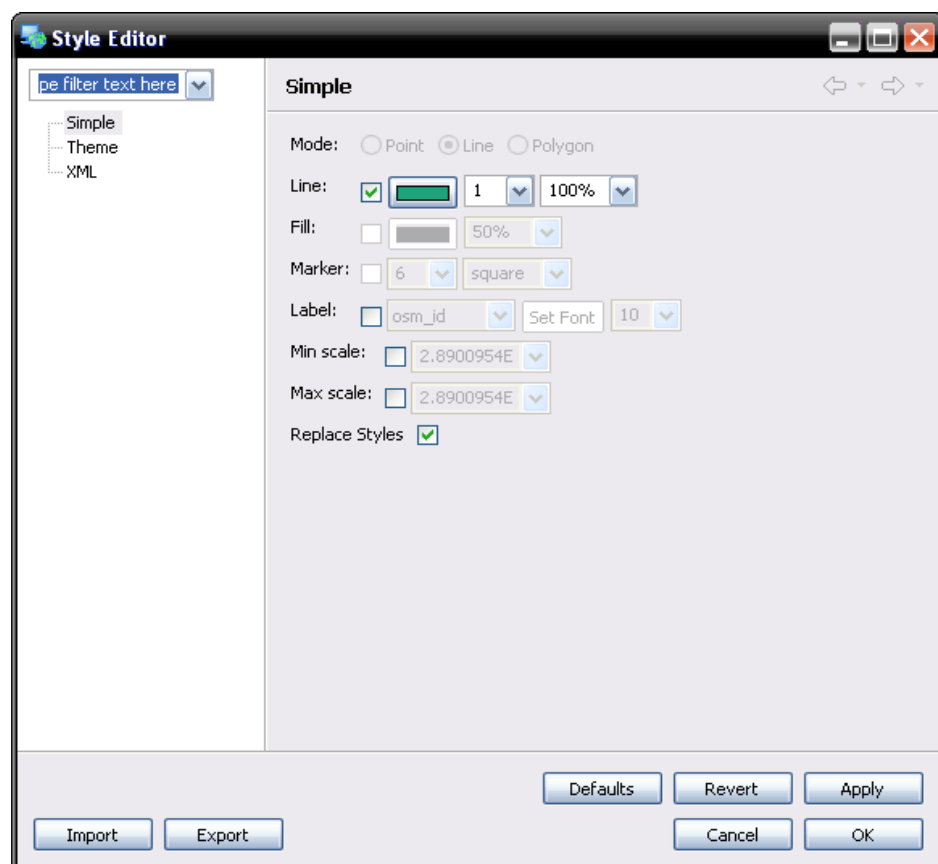 Style Editor
pe filter text here
Simple
Theme
XML
Simple
Mode: Point Line Polygon
Line: 1 100%
Fill: 50%
Marker: 6 square
Label: osm_id Set Font 10
Min scale: 2.8900954E
Max scale: 2.8900954E
Replace Styles
Defaults Revert Apply
Import Export Cancel OK